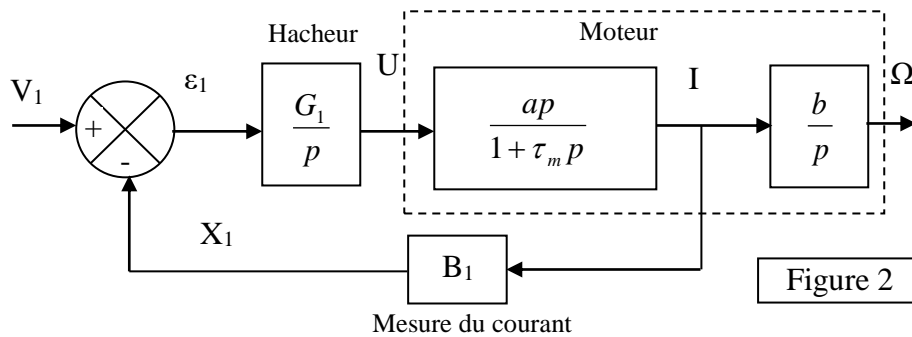 Hacheur
Moteur
V₁
ε₁
U
I
Ω
+
-
G₁
p
ap
1 + τₘ p
b
p
X₁
B₁
Figure 2
Mesure du courant